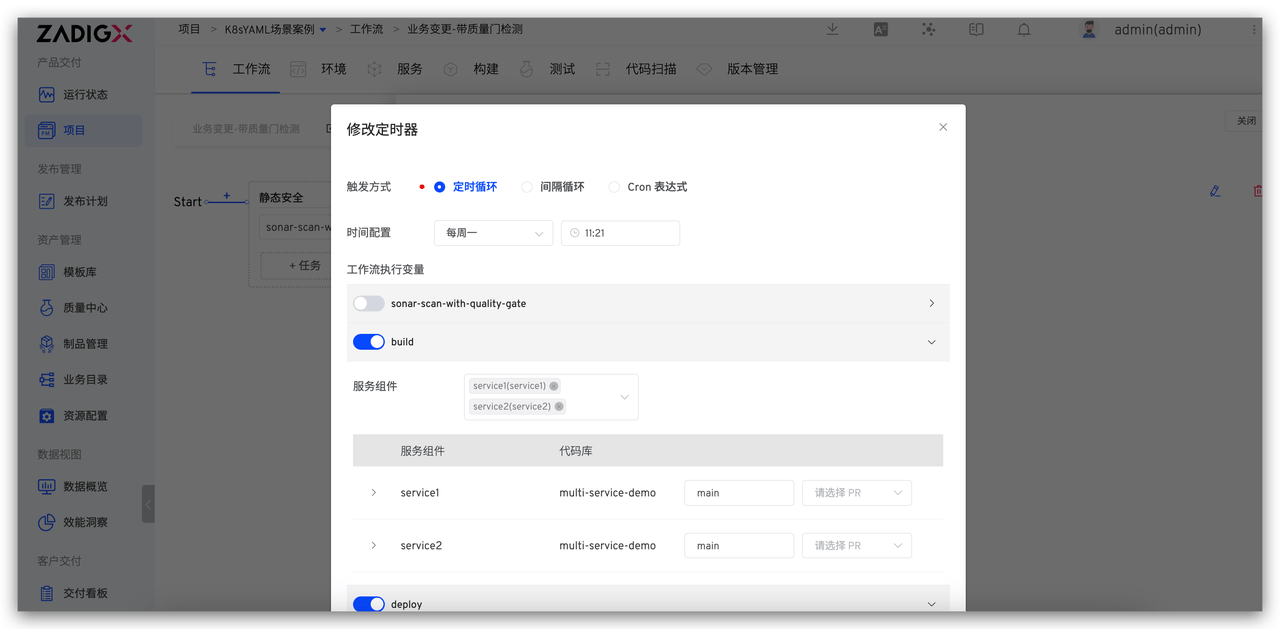 ZADIGX
项目 > K8sYAML场景案例 > 工作流 > 业务变更-带质量门检测
admin(admin)
产品交付
运行状态
项目
发布管理
发布计划
资产管理
模板库
质量中心
制品管理
业务目录
资源配置
数据视图
数据概览
效能洞察
客户交付
交付看板
工作流
环境
服务
构建
测试
代码扫描
版本管理
业务变更-带质量门检测
关闭
Start
静态安全
sonar-scan-w
+ 任务
修改定时器
触发方式 定时循环 间隔循环 Cron 表达式
时间配置 每周一 11:21
工作流执行变量
sonar-scan-with-quality-gate
build
服务组件 service1(service1)
service2(service2)
服务组件 代码库
service1 multi-service-demo main 请选择 PR
service2 multi-service-demo main 请选择 PR
deploy